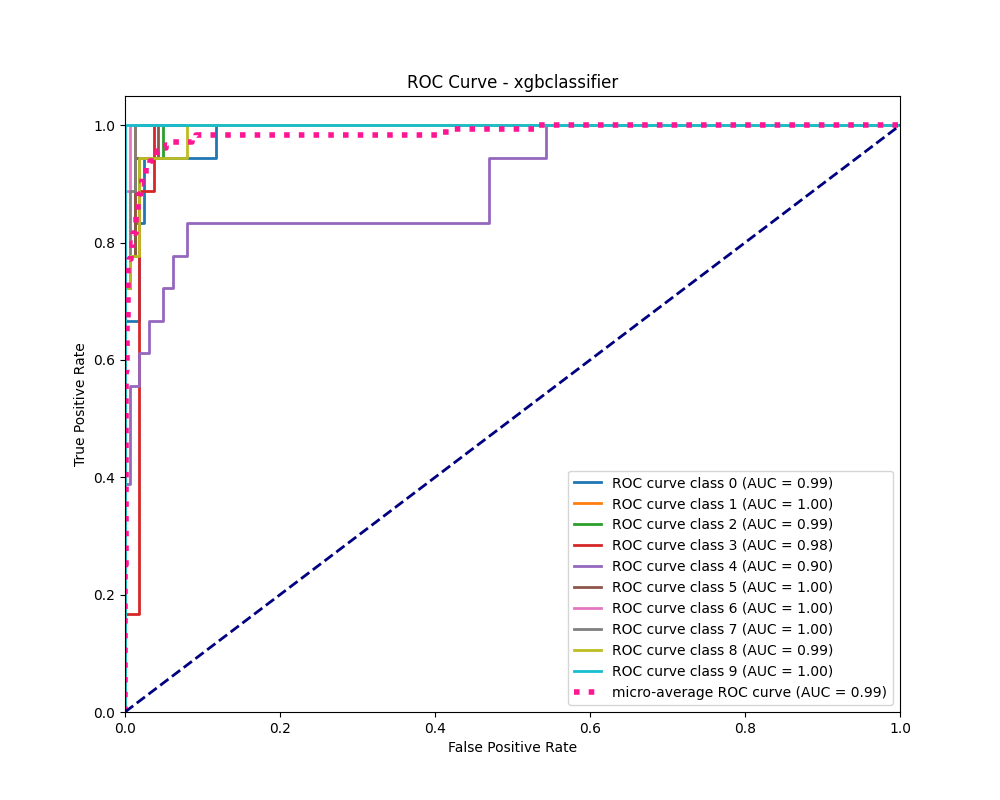 ROC Curve - xgbclassifier
True Positive Rate
1.0
0.8
0.6
0.4
0.2
0.0
0.0 0.2 0.4 0.6 0.8 1.0
False Positive Rate
ROC curve class 0 (AUC = 0.99)
ROC curve class 1 (AUC = 1.00)
ROC curve class 2 (AUC = 0.99)
ROC curve class 3 (AUC = 0.98)
ROC curve class 4 (AUC = 0.90)
ROC curve class 5 (AUC = 1.00)
ROC curve class 6 (AUC = 1.00)
ROC curve class 7 (AUC = 1.00)
ROC curve class 8 (AUC = 0.99)
ROC curve class 9 (AUC = 1.00)
micro-average ROC curve (AUC = 0.99)